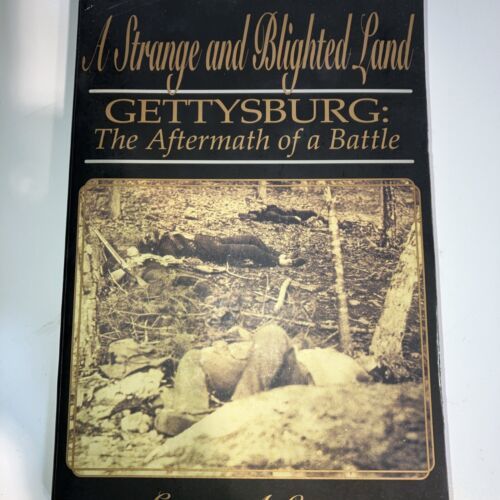 A Strange and Blighted Land
GETTYSBURG:
The Aftermath of a Battle